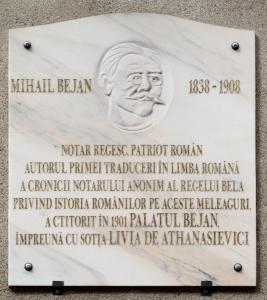 MIHAIL BEJAN 1838 - 1908
NOTAR REGESC, PATRIOT ROMÂN
AUTORUL PRIMEI TRADUCERI ÎN LIMBA ROMÂNĂ
A CRONICII NOTARULUI ANONIM AL REGELUI BELA
PRIVIND ISTORIA ROMÂNILOR PE ACESTE MELEAGURI,
A CTITORIT ÎN 1901 PALATUL BEJAN,
ÎMPREUNĂ CU SOȚIA LIVIA DE ATHANASIEVICI